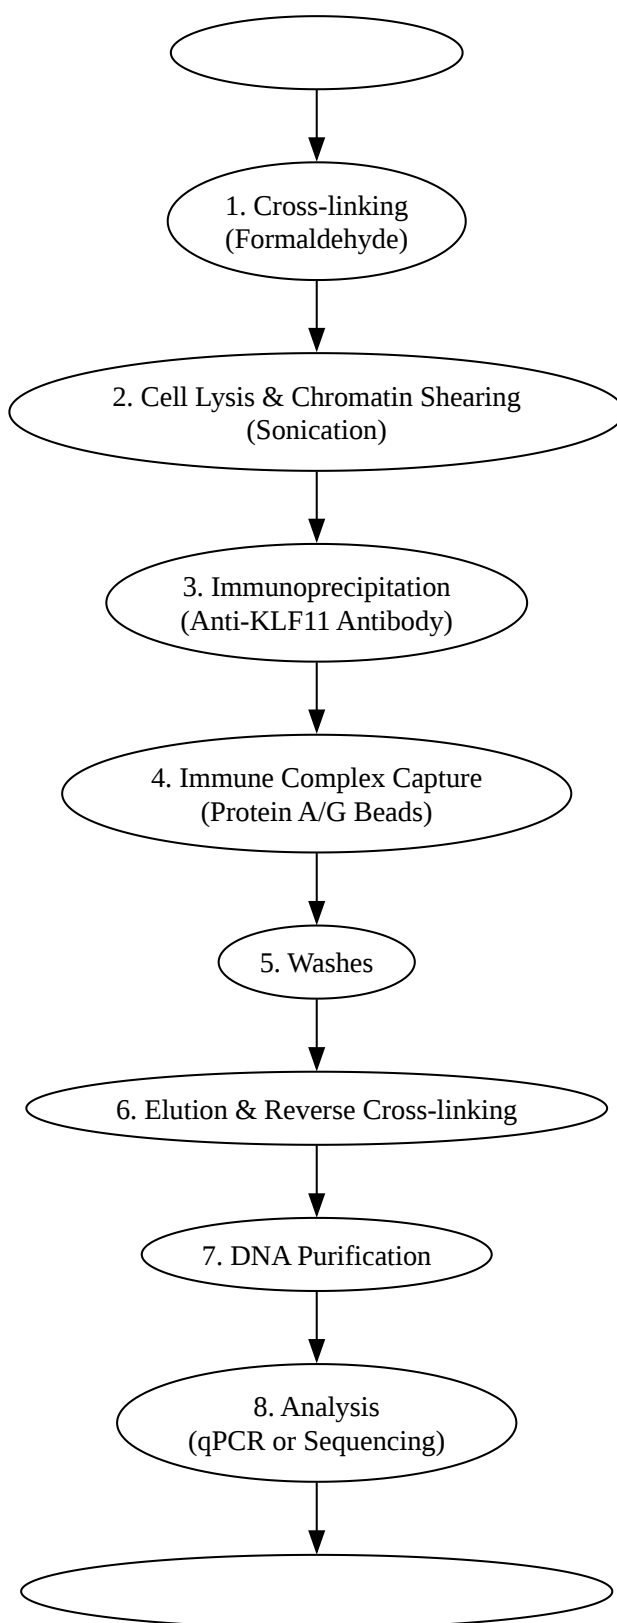 1. Cross-linking
(Formaldehyde)
2. Cell Lysis & Chromatin Shearing
(Sonication)
3. Immunoprecipitation
(Anti-KLF11 Antibody)
4. Immune Complex Capture
(Protein A/G Beads)
5. Washes
6. Elution & Reverse Cross-linking
7. DNA Purification
8. Analysis
(qPCR or Sequencing)